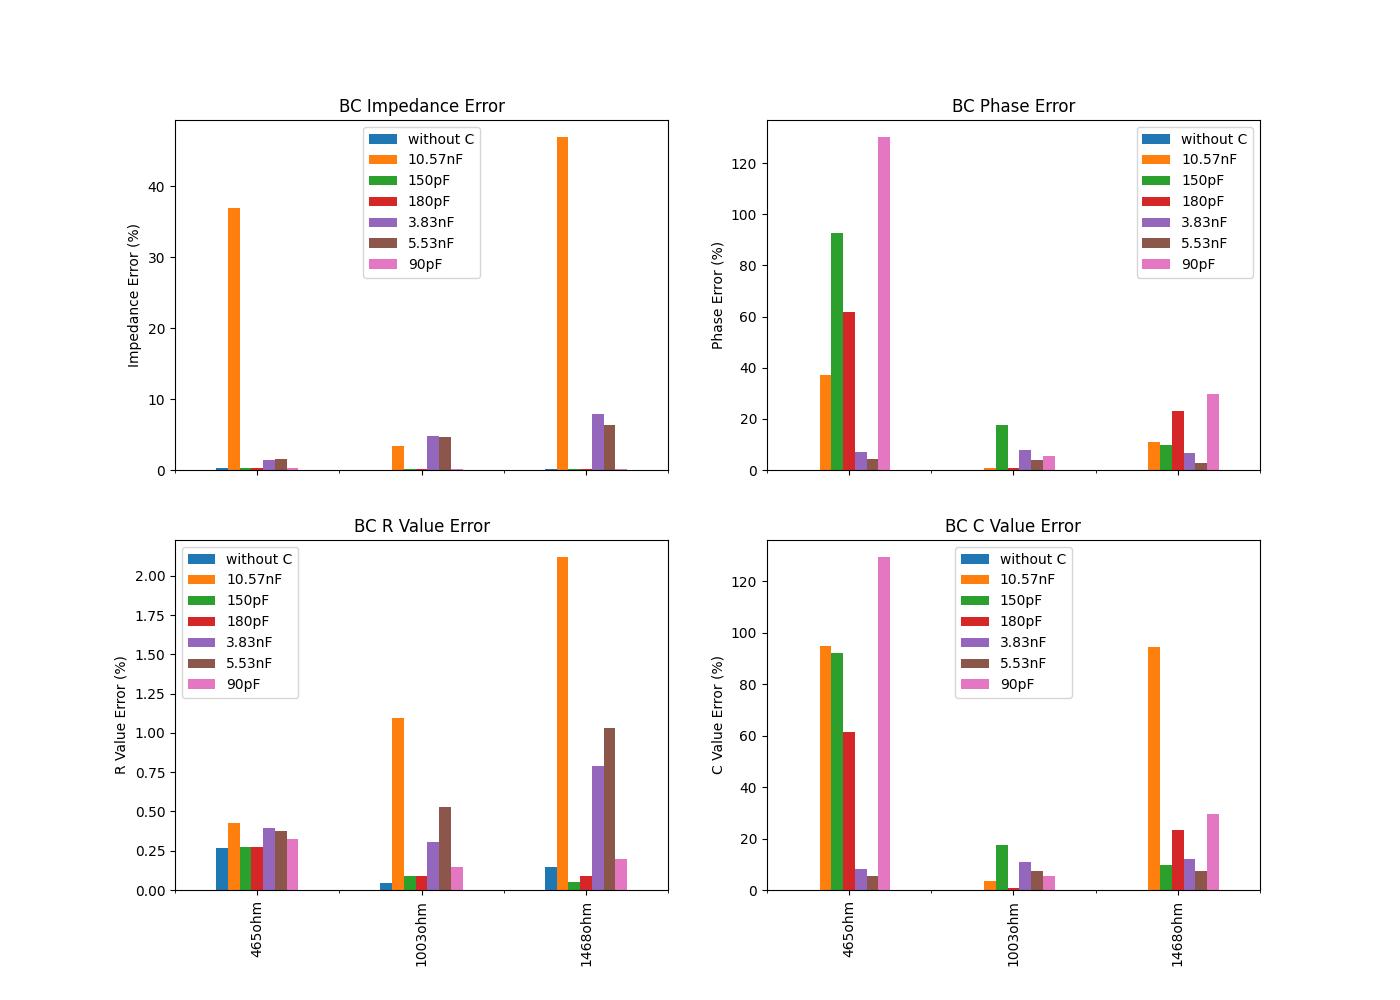 BC Impedance Error
Impedance Error (%)
40
30
20
10
0
without C
10.57nF
150pF
180pF
3.83nF
5.53nF
90pF
BC Phase Error
Phase Error (%)
120
100
80
60
40
20
0
without C
10.57nF
150pF
180pF
3.83nF
5.53nF
90pF
BC R Value Error
R Value Error (%)
2.00
1.75
1.50
1.25
1.00
0.75
0.50
0.25
0.00
without C
10.57nF
150pF
180pF
3.83nF
5.53nF
90pF
465ohm
1003ohm
1468ohm
BC C Value Error
C Value Error (%)
120
100
80
60
40
20
0
without C
10.57nF
150pF
180pF
3.83nF
5.53nF
90pF
465ohm
1003ohm
1468ohm